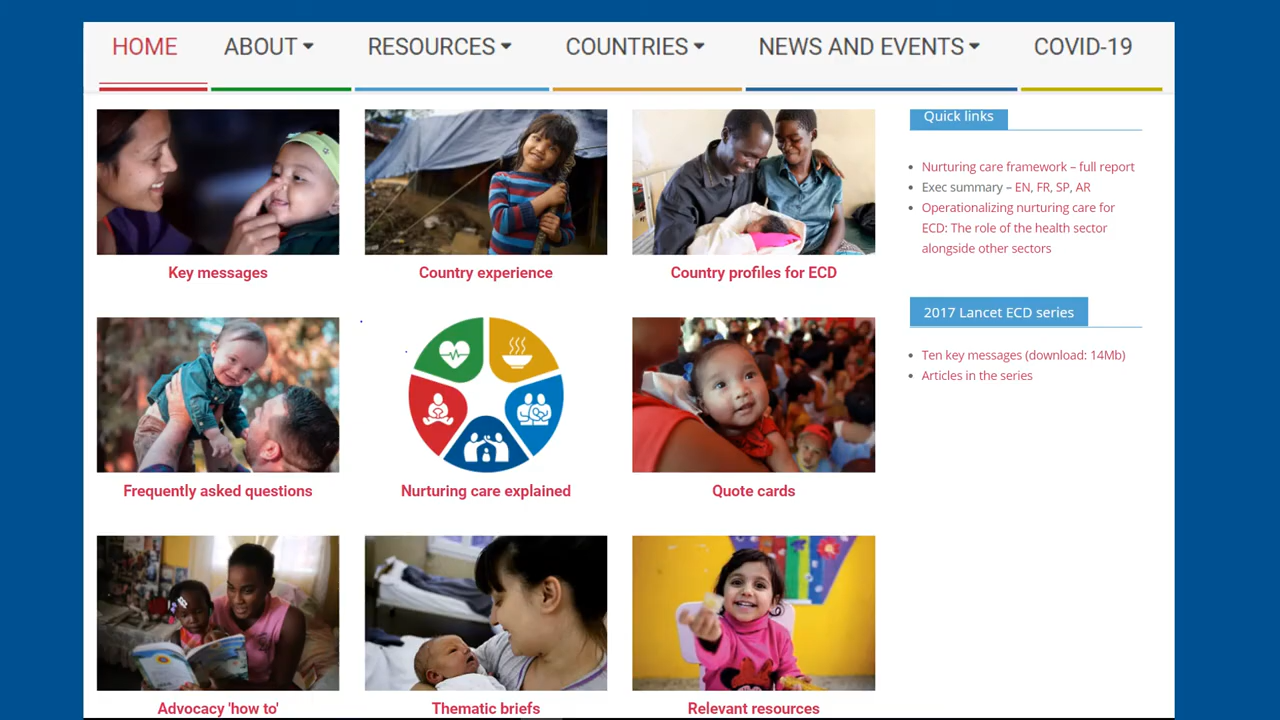 HOME ABOUT RESOURCES COUNTRIES NEWS AND EVENTS COVID-19
Key messages
Country experience
Country profiles for ECD
Frequently asked questions
Nurturing care explained
Quote cards
Advocacy 'how to'
Thematic briefs
Relevant resources
Quick links
Nurturing care framework – full report
Exec summary – EN, FR, SP, AR
Operationalizing nurturing care for
ECD: The role of the health sector
alongside other sectors
2017 Lancet ECD series
Ten key messages (download: 14Mb)
Articles in the series